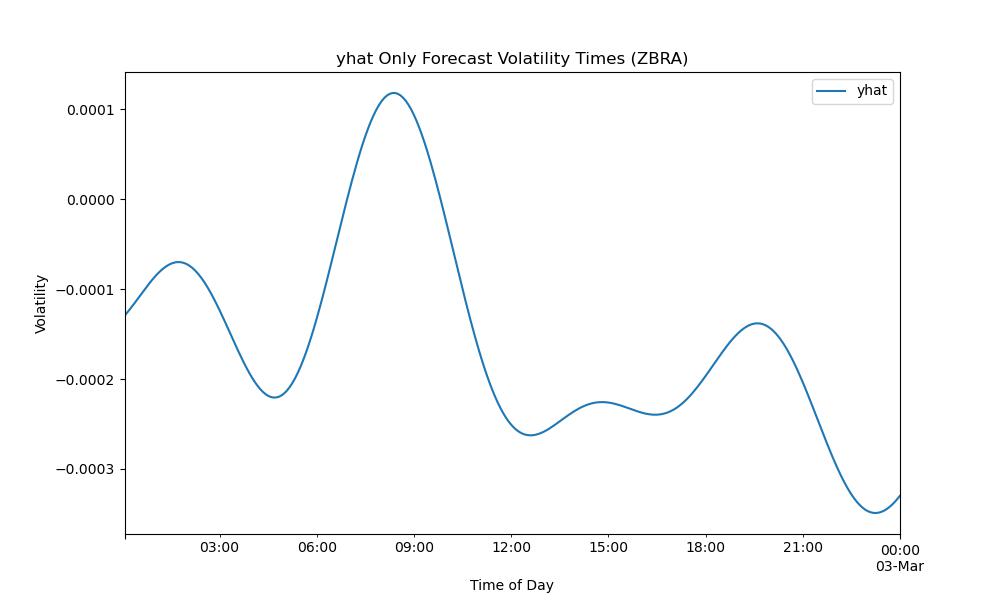 yhat Only Forecast Volatility Times (ZBRA)
yhat
0.0001
0.0000
−0.0001
−0.0002
−0.0003
Volatility
03:00
06:00
09:00
12:00
15:00
18:00
21:00
00:00
03-Mar
Time of Day